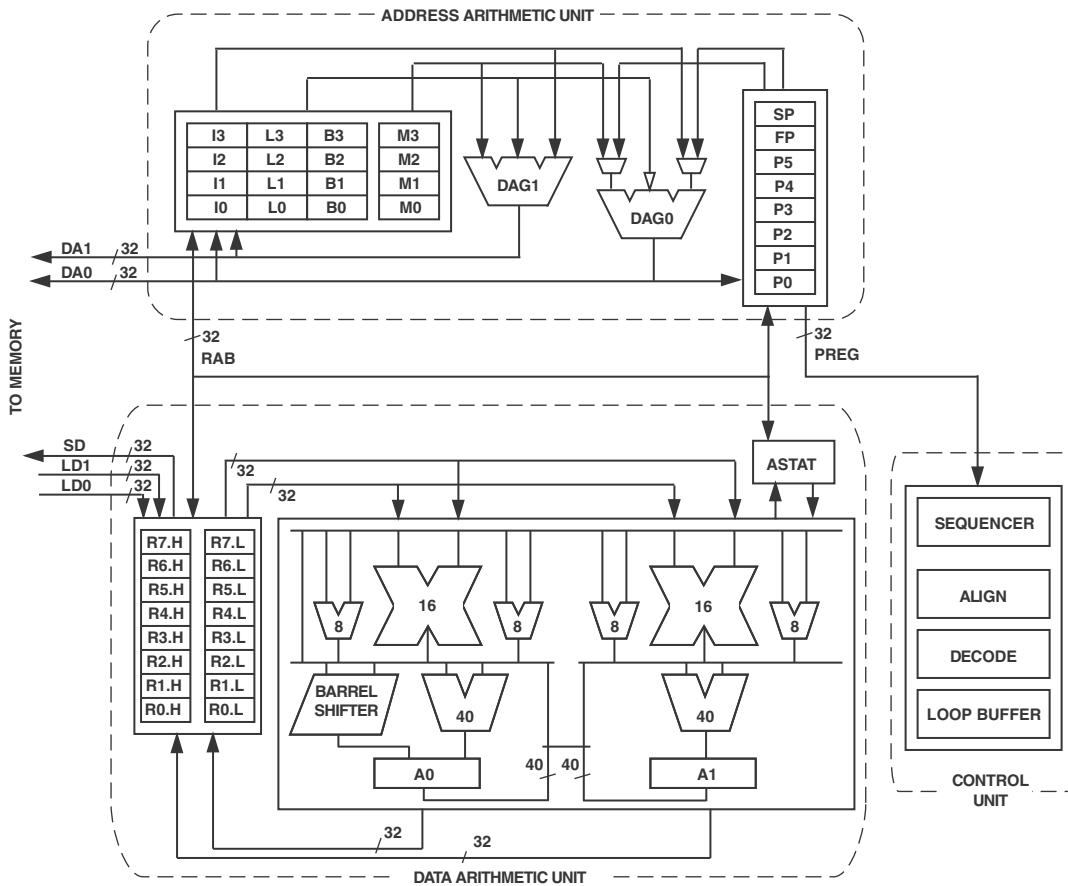 ADDRESS ARITHMETIC UNIT
SP
I3 L3 B3 M3
FP
I2 L2 B2 M2
P5
I1 L1 B1 M1
DAG1
P4
I0 L0 B0 M0
DAG0
P3
P2
DA1 32
P1
DA0 32
P0
TO MEMORY
32
RAB
32
PREG
SD 32
LD1 32
LD0 32
32
32
ASTAT
R7.H R7.L
R6.H R6.L
R5.H R5.L
R4.H R4.L
R3.H R3.L
R2.H R2.L
R1.H R1.L
R0.H R0.L
16
16
8
8
8
8
BARREL
SHIFTER
40
40
40
40
A0
A1
32
32
DATA ARITHMETIC UNIT
SEQUENCER
ALIGN
DECODE
LOOP BUFFER
CONTROL
UNIT